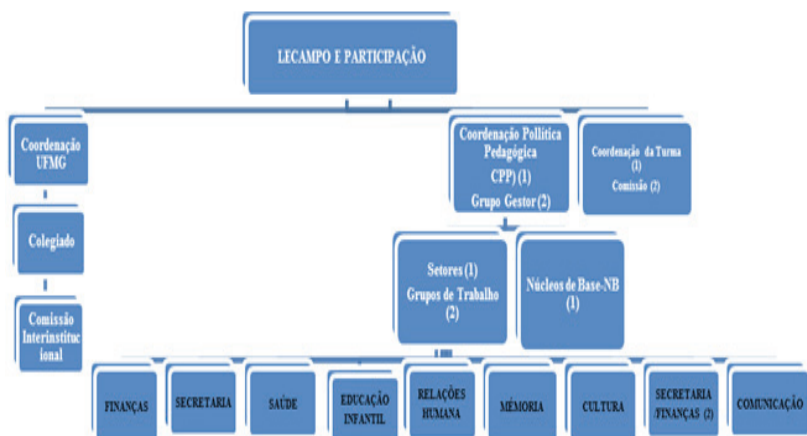 LECAMPO E PARTICIPAÇÃO
Coordenação
UFMG
Colegiado
Comissão
Interinstituc
ional
Coordenação Pollítica
Pedagógica
CPP) (1)
Grupo Gestor (2)
Coordenação da Turma
(1)
Comissão (2)
Setores (1)
Grupos de Trabalho
(2)
Núcleos de Base-NB
(1)
FINANÇAS
SECRETARIA
SAÚDE
EDUCAÇÃO
INFANTIL
RELAÇÕES
HUMANA
MÉMORIA
CULTURA
SECRETARIA
/FINANÇAS (2)
COMUNICAÇÃO